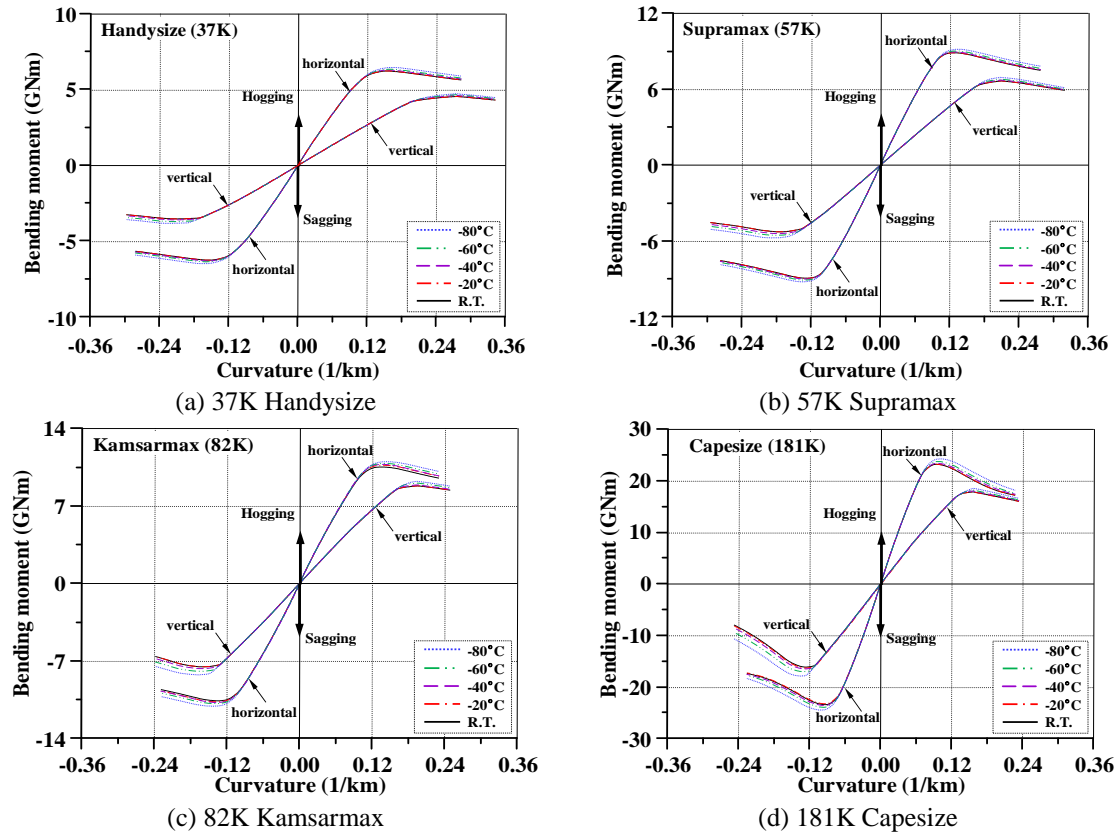 Handysize (37K)
horizontal
Hogging
vertical
vertical
Sagging
horizontal
-80°C
-60°C
-40°C
-20°C
R.T.
10
5
0
-5
-10
Bending moment (GNm)
-0.36 -0.24 -0.12 0.00 0.12 0.24 0.36
Curvature (1/km)
(a) 37K Handysize
Supramax (57K)
horizontal
Hogging
vertical
vertical
Sagging
horizontal
-80°C
-60°C
-40°C
-20°C
R.T.
12
6
0
-6
-12
Bending moment (GNm)
-0.36 -0.24 -0.12 0.00 0.12 0.24 0.36
Curvature (1/km)
(b) 57K Supramax
Kamsarmax (82K)
horizontal
Hogging
vertical
vertical
Sagging
horizontal
-80°C
-60°C
-40°C
-20°C
R.T.
14
7
0
-7
-14
Bending moment (GNm)
-0.36 -0.24 -0.12 0.00 0.12 0.24 0.36
Curvature (1/km)
(c) 82K Kamsarmax
Capesize (181K)
horizontal
Hogging
vertical
vertical
Sagging
horizontal
-80°C
-60°C
-40°C
-20°C
R.T.
30
20
10
0
-10
-20
-30
Bending moment (GNm)
-0.36 -0.24 -0.12 0.00 0.12 0.24 0.36
Curvature (1/km)
(d) 181K Capesize